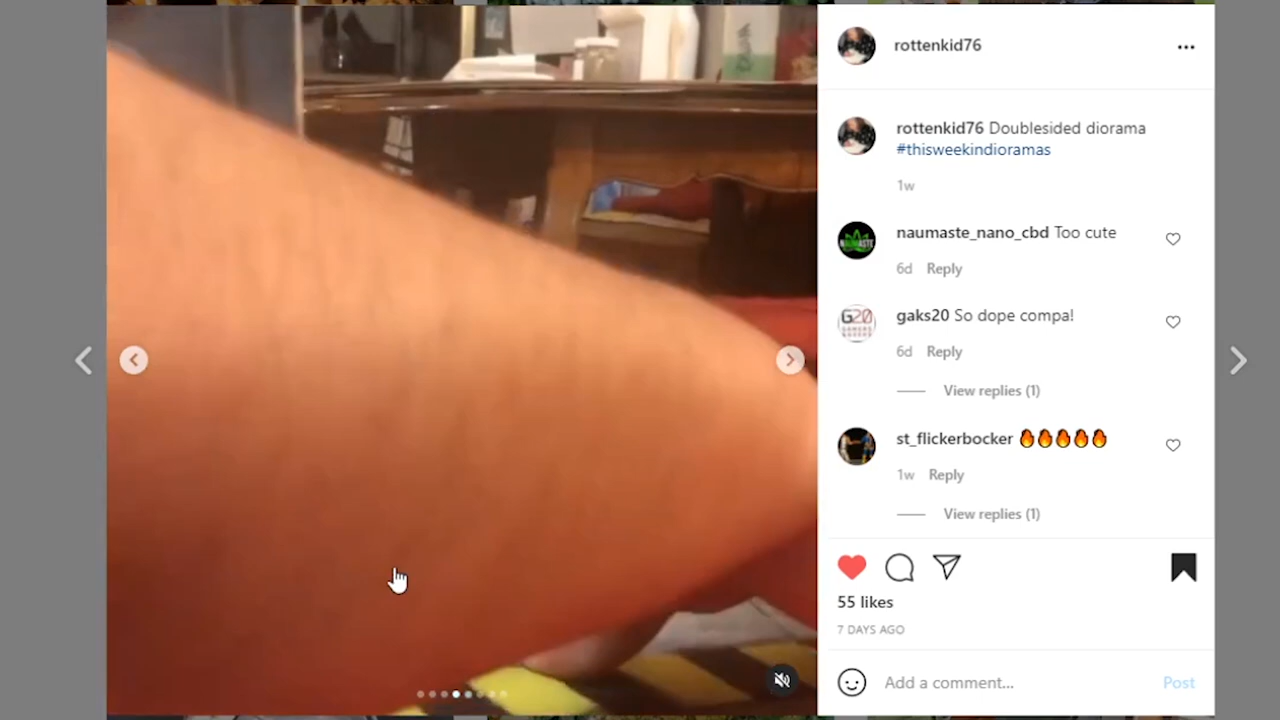 rottenkid76
rottenkid76 Doublesided diorama
#thisweekindioramas
1w
naumaste_nano_cbd Too cute
6d Reply
G20
gaks20 So dope compa!
6d Reply
View replies (1)
st_flickerbocker 🔥🔥🔥🔥🔥
1w Reply
View replies (1)
55 likes
7 DAYS AGO
Add a comment... Post